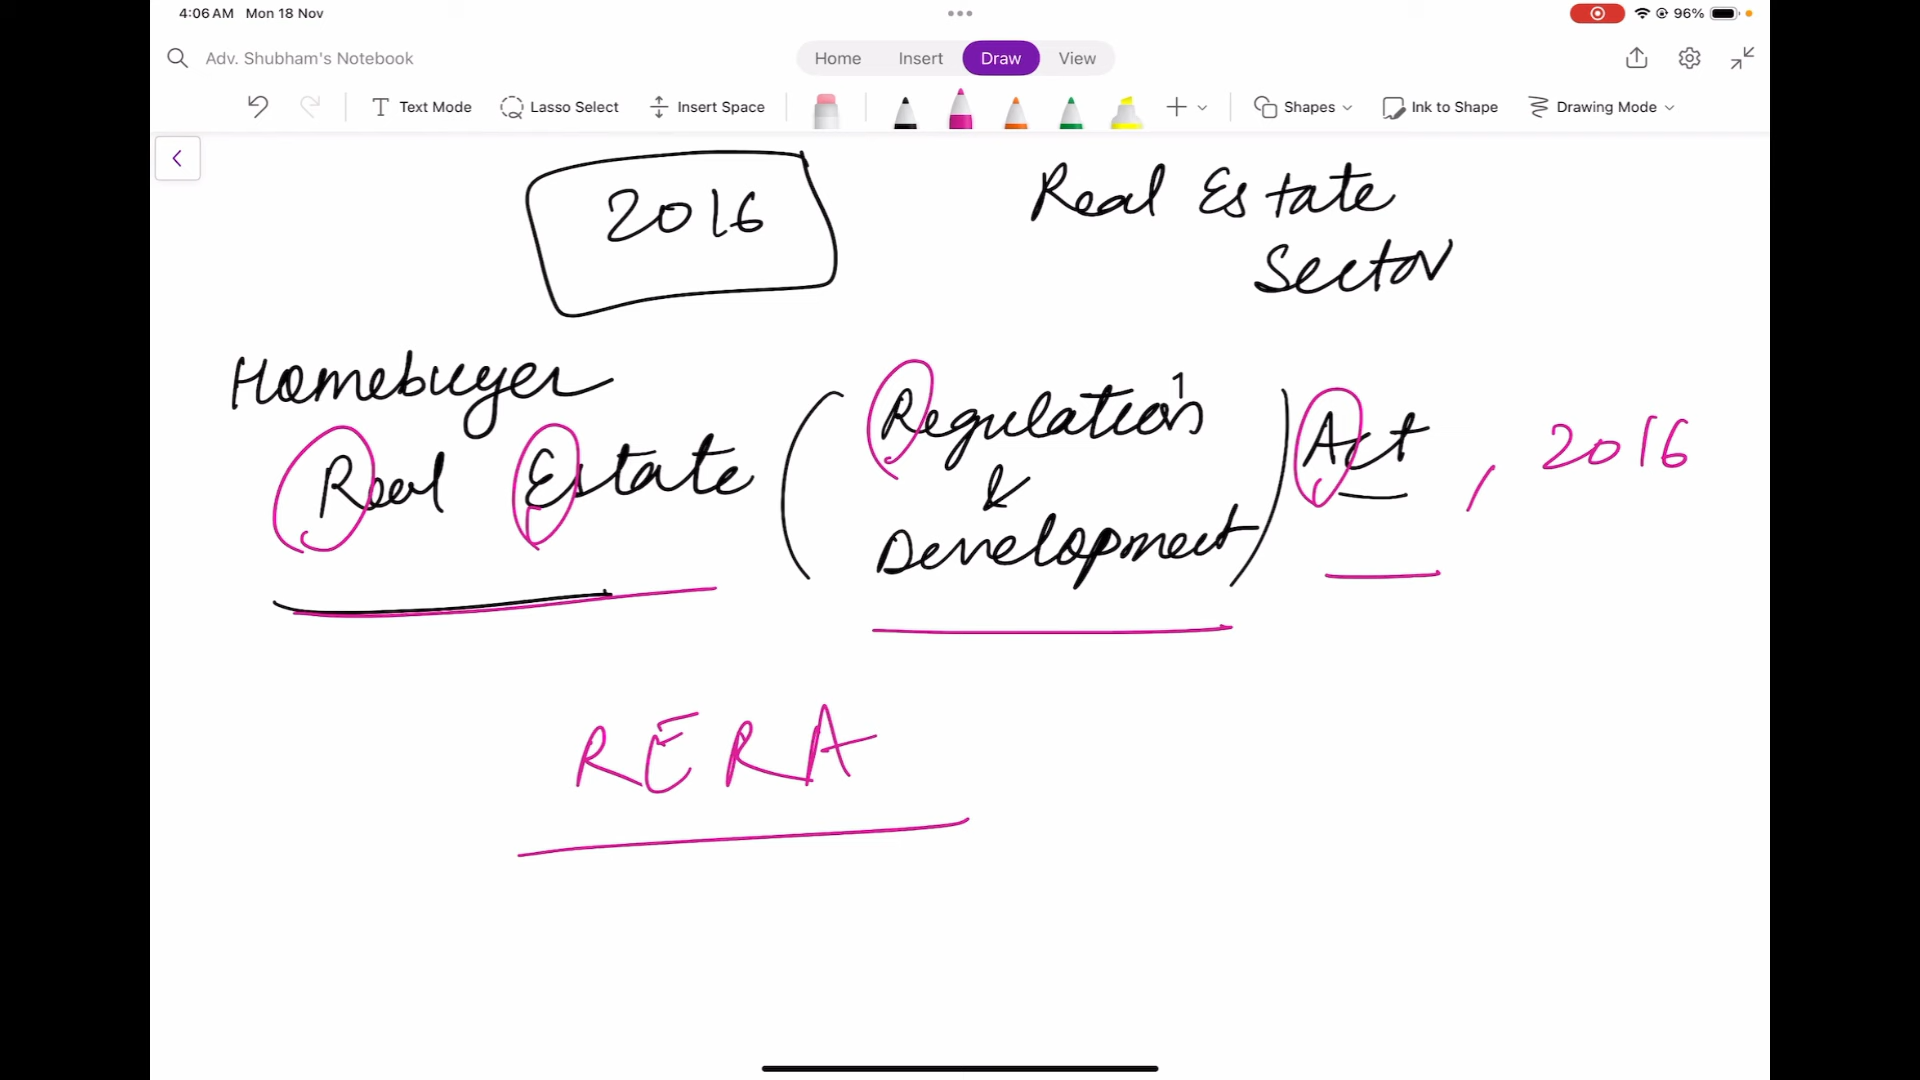 4:06 AM Mon 18 Nov
96%
Adv. Shubham's Notebook
Home Insert Draw View
Text Mode Lasso Select Insert Space Shapes Ink to Shape Drawing Mode
2016
Real Estate
Sector
Homebuyer
Real Estate (Regulations & Development) Act, 2016
RERA